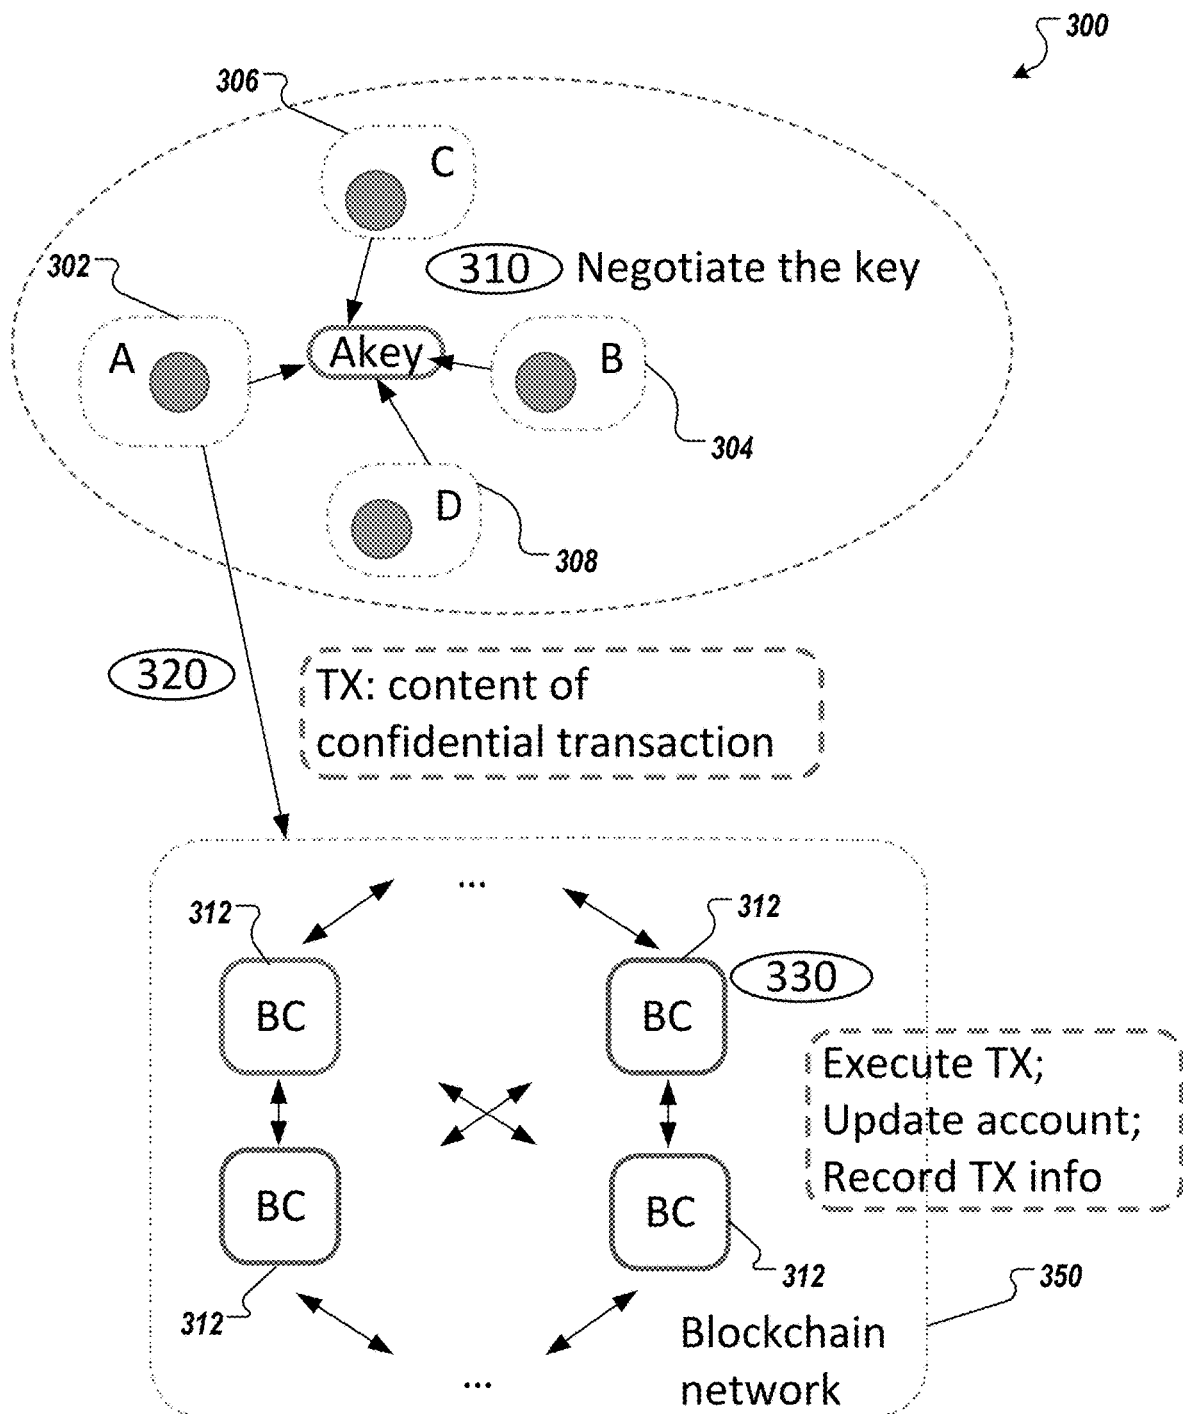 300
306
C
302
310 Negotiate the key
A
Akey
B
304
D
308
320
TX: content of
confidential transaction
...
312
312
330
BC
BC
Execute TX;
Update account;
Record TX info
BC
BC
312
312
350
Blockchain
network
...